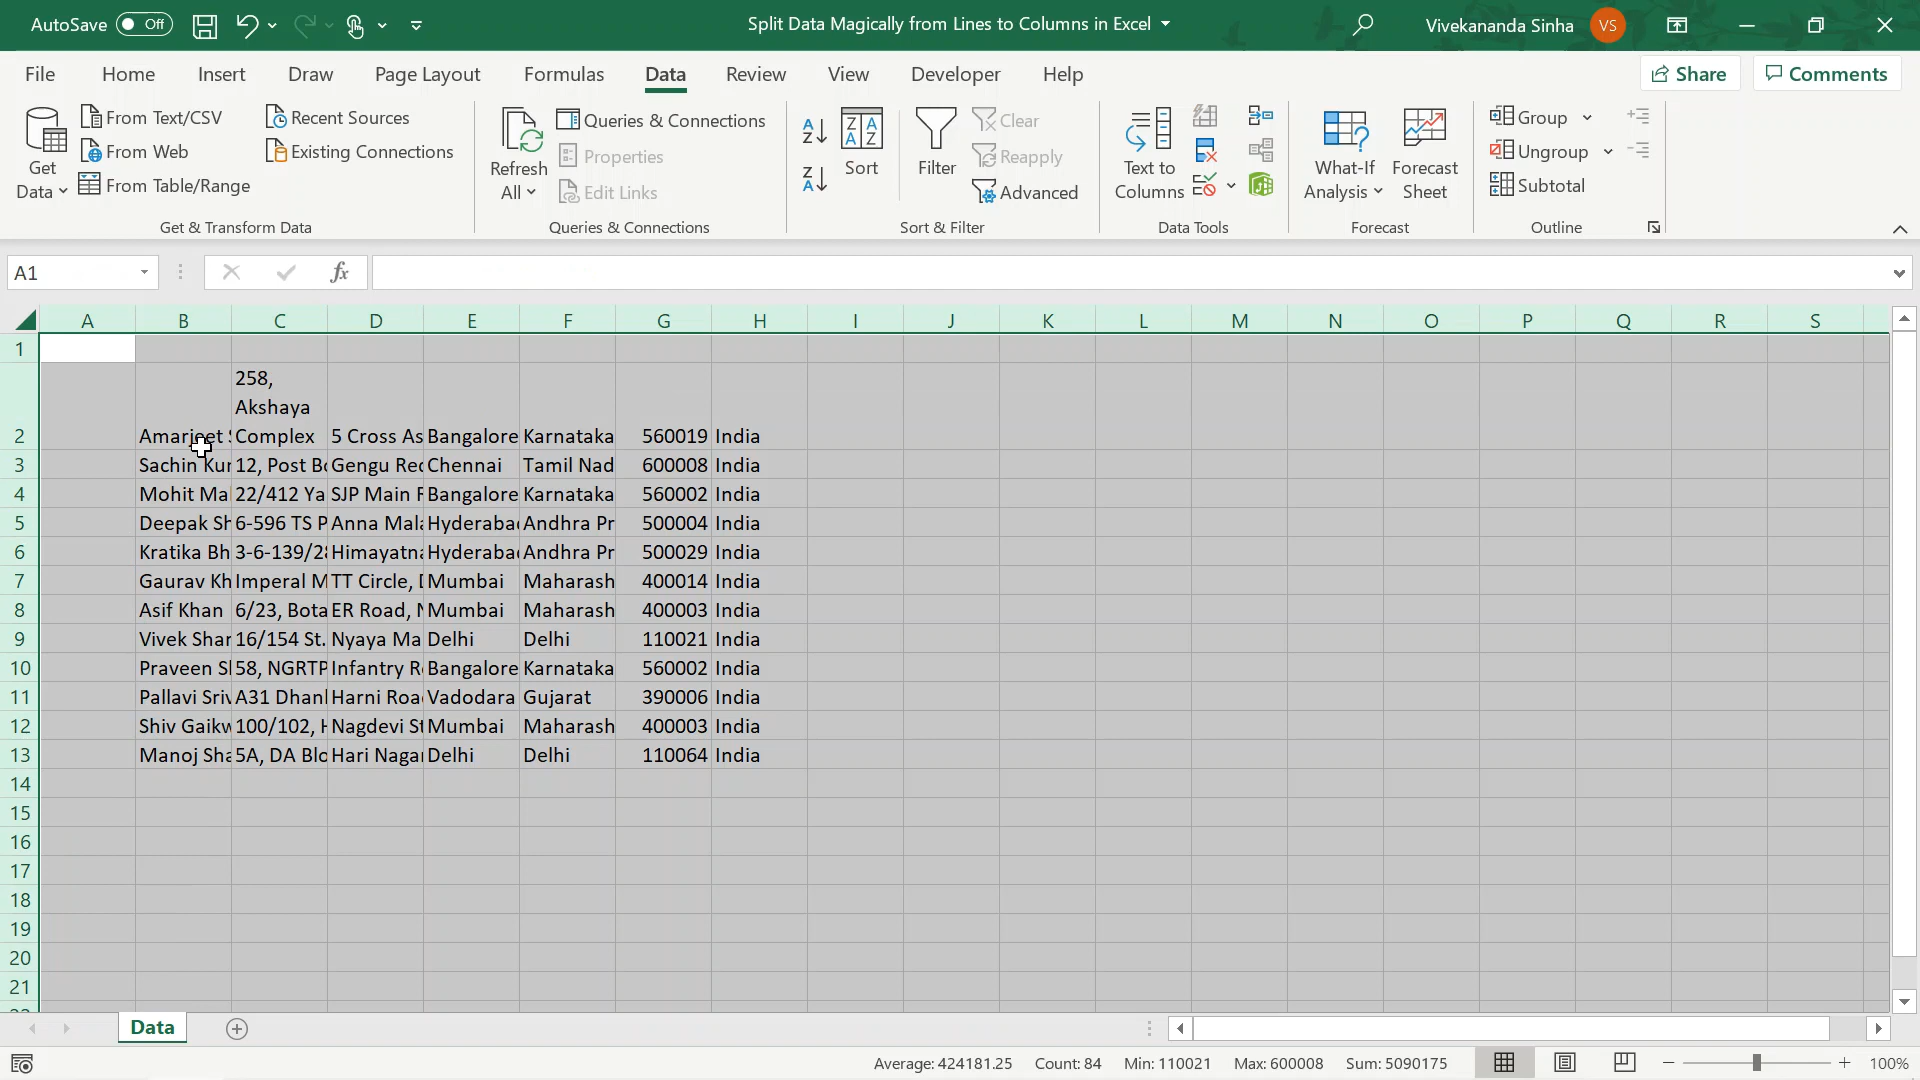 AutoSave Off Split Data Magically from Lines to Columns in Excel Vivekananda Sinha VS
File Home Insert Draw Page Layout Formulas Data Review View Developer Help Share Comments
Get Data
From Text/CSV
From Web
From Table/Range
Recent Sources
Existing Connections
Get & Transform Data
Refresh All
Queries & Connections
Properties
Edit Links
Queries & Connections
Sort
Filter
Clear
Reapply
Advanced
Sort & Filter
Text to Columns
Data Tools
What-If Analysis
Forecast Sheet
Forecast
Group
Ungroup
Subtotal
Outline
A1 fx
A B C D E F G H I J K L M N O P Q R S
1
258,
Akshaya
2 Amarjeet S Complex 5 Cross As Bangalore Karnataka 560019 India
3 Sachin Kur 12, Post Bo Gengu Red Chennai Tamil Nad 600008 India
4 Mohit Mal 22/412 Ya SJP Main R Bangalore Karnataka 560002 India
5 Deepak Sh 6-596 TS P Anna Mala Hyderabad Andhra Pr 500004 India
6 Kratika Bh 3-6-139/28 Himayatna Hyderabad Andhra Pr 500029 India
7 Gaurav Kh Imperal M TT Circle, D Mumbai Maharash 400014 India
8 Asif Khan 6/23, Bota ER Road, N Mumbai Maharash 400003 India
9 Vivek Shar 16/154 St. Nyaya Ma Delhi Delhi 110021 India
10 Praveen Sh 58, NGRTP Infantry Ro Bangalore Karnataka 560002 India
11 Pallavi Sriv A31 Dhanl Harni Road Vadodara Gujarat 390006 India
12 Shiv Gaikw 100/102, H Nagdevi St Mumbai Maharash 400003 India
13 Manoj Sha 5A, DA Blo Hari Nagar Delhi Delhi 110064 India
14
15
16
17
18
19
20
21
Data
Average: 424181.25 Count: 84 Min: 110021 Max: 600008 Sum: 5090175 100%